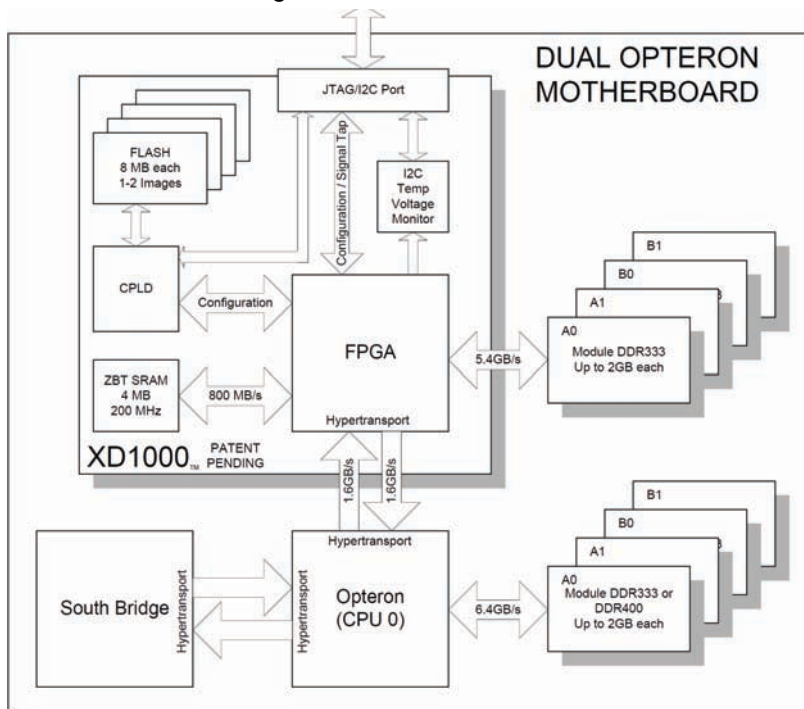 DUAL OPTERON
MOTHERBOARD
JTAG/I2C Port
FLASH
8 MB each
1-2 Images
Configuration / Signal Tap
I2C
Temp
Voltage
Monitor
CPLD
Configuration
FPGA
Hypertransport
ZBT SRAM
4 MB
200 MHz
800 MB/s
XD1000™
PATENT
PENDING
5.4GB/s
B1
B0
A1
A0
Module DDR333
Up to 2GB each
1.6GB/s
1.6GB/s
South Bridge
Hypertransport
Hypertransport
Hypertransport
Opteron
(CPU 0)
6.4GB/s
B1
B0
A1
A0
Module DDR333 or
DDR400
Up to 2GB each